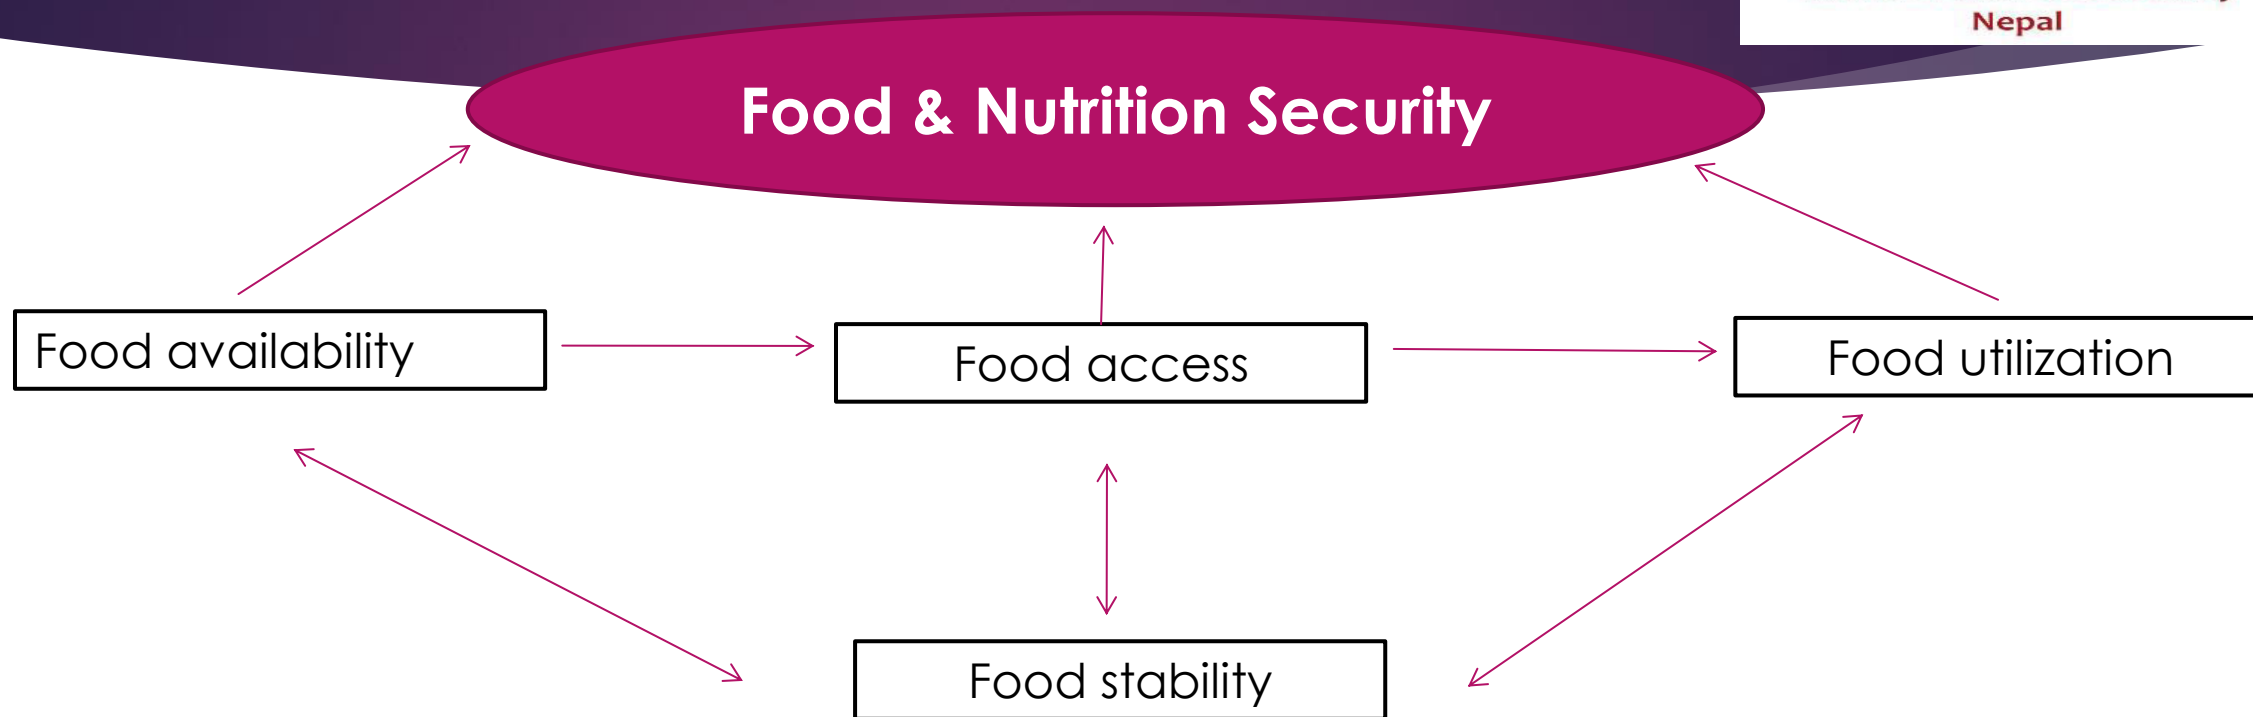 Nepal
Food & Nutrition Security
Food availability
Food access
Food utilization
Food stability